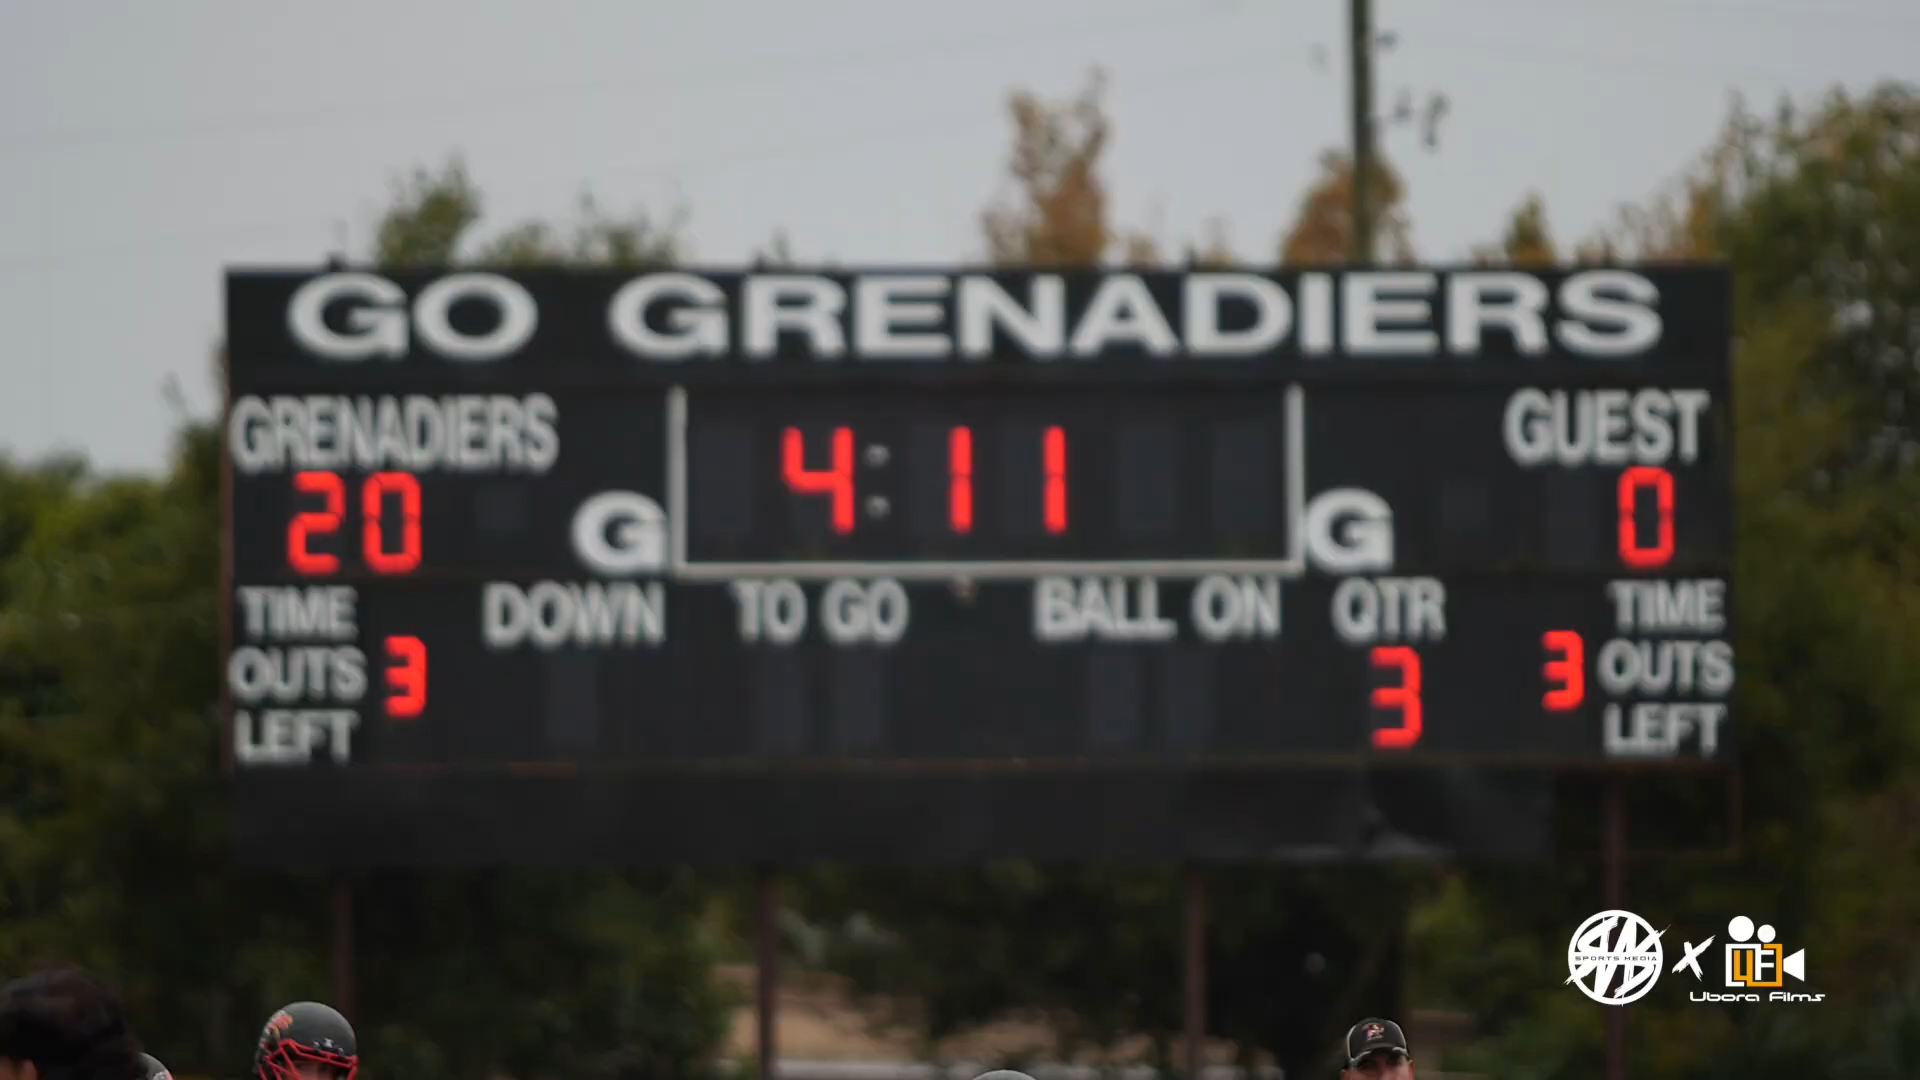 GO GRENADIERS
GRENADIERS 4:11 GUEST
20 G G 0
TIME DOWN TO GO BALL ON QTR TIME
OUTS 3 3 3 OUTS
LEFT LEFT
SPORTS MEDIA X UF
Ubora Films